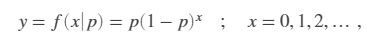 y = f(x|p) = p(1 − p)ˣ ; x = 0, 1, 2, … ,